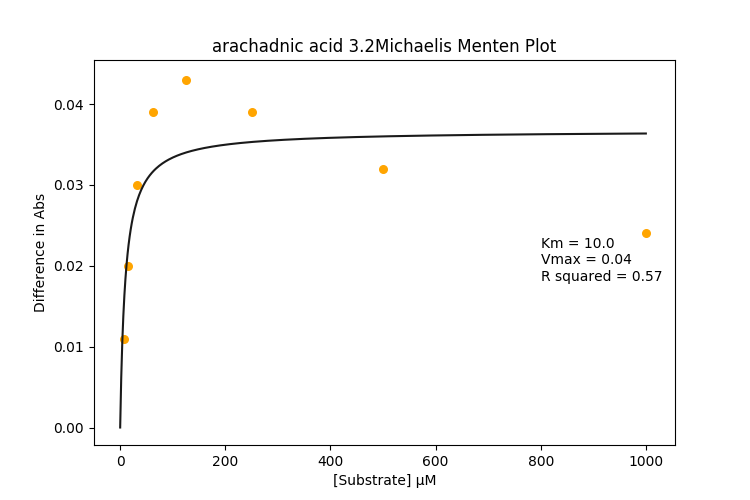 arachadnic acid 3.2Michaelis Menten Plot
0.04
0.03
0.02
0.01
0.00
Difference in Abs
Km = 10.0
Vmax = 0.04
R squared = 0.57
0 200 400 600 800 1000
[Substrate] µM